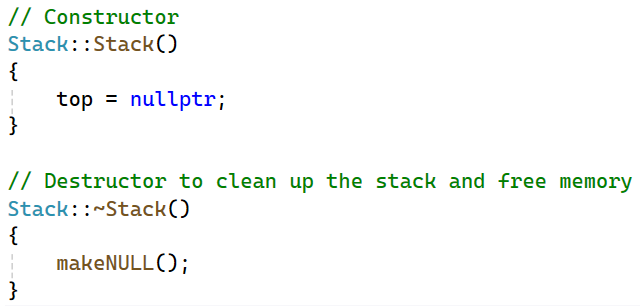 // Constructor
Stack::Stack()
{
    top = nullptr;
}

// Destructor to clean up the stack and free memory
Stack::~Stack()
{
    makeNULL();
}